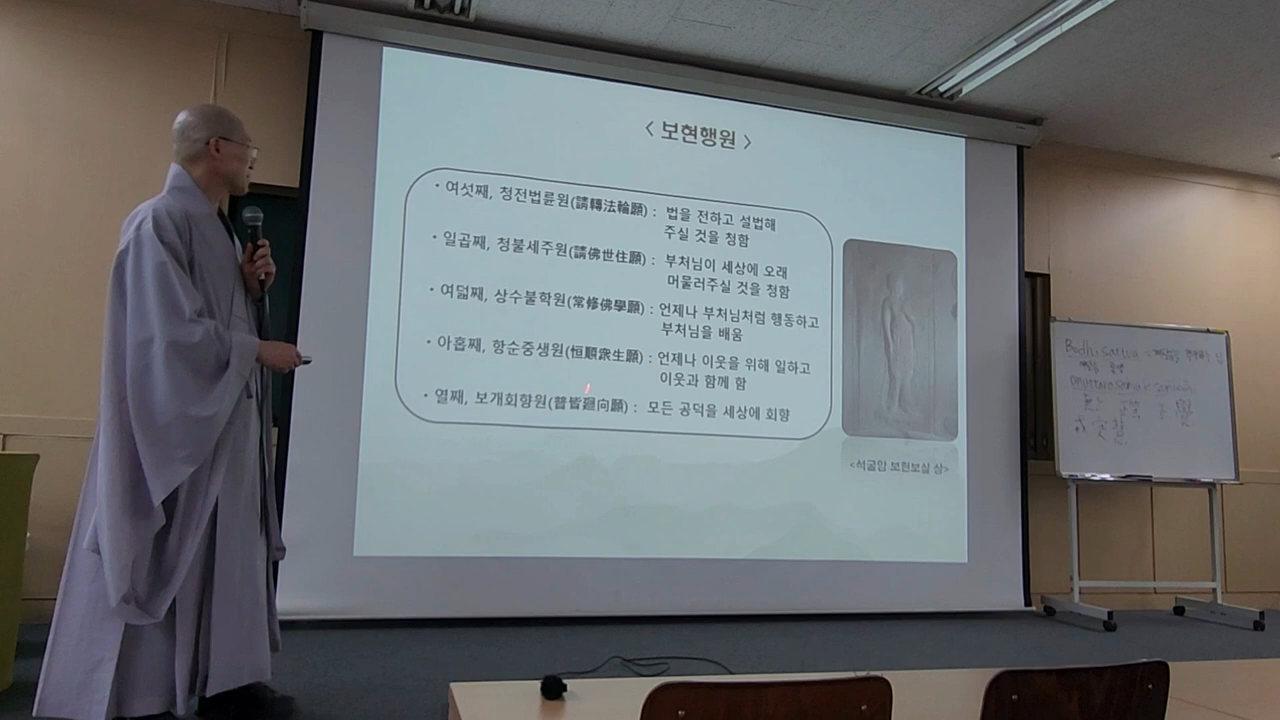 < 보현행원 >
· 여섯째, 청전법륜원(請轉法輪願) : 법을 전하고 설법해
주실 것을 청함
· 일곱째, 청불세주원(請佛世住願) : 부처님이 세상에 오래
머물러주실 것을 청함
· 여덟째, 상수불학원(常修佛學願) : 언제나 부처님처럼 행동하고
부처님을 배움
· 아홉째, 항순중생원(恒順衆生願) : 언제나 이웃을 위해 일하고
이웃과 함께 함
· 열째, 보개회향원(普皆廻向願) : 모든 공덕을 세상에 회향
<석굴암 보현보살 상>
Bodhisattva